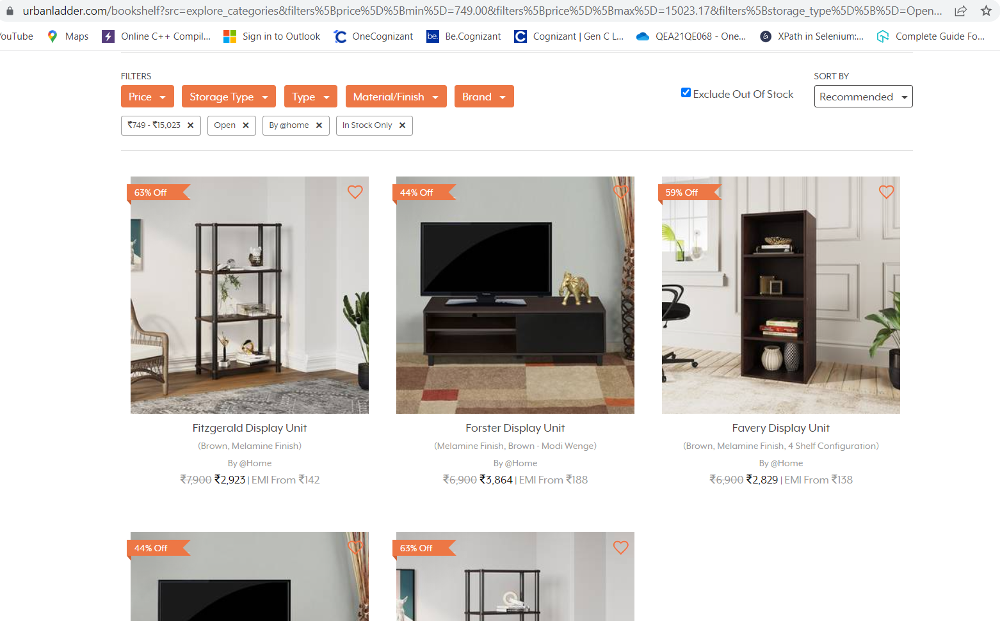 urbanladder.com/bookshelf?src=explore_categories&filters%5Bprice%5D%5Bmin%5D=749.00&filters%5Bprice%5D%5Bmax%5D=15023.17&filters%5Bstorage_type%5D%5B%5D=Open...
YouTube Maps Online C++ Compil... Sign in to Outlook OneCognizant be. Be.Cognizant Cognizant | Gen C L... QEA21QE068 - One... XPath in Selenium:... Complete Guide Fo...
FILTERS
SORT BY
Price Storage Type Type Material/Finish Brand
Exclude Out Of Stock
Recommended
₹749 - ₹15,023 ✕ Open ✕ By @home ✕ In Stock Only ✕
63% Off
44% Off
59% Off
Fitzgerald Display Unit
(Brown, Melamine Finish)
By @Home
₹7,900 ₹2,923 | EMI From ₹142
Forster Display Unit
(Melamine Finish, Brown - Modi Wenge)
By @Home
₹6,900 ₹3,864 | EMI From ₹188
Favery Display Unit
(Brown, Melamine Finish, 4 Shelf Configuration)
By @Home
₹6,900 ₹2,829 | EMI From ₹138
44% Off
63% Off